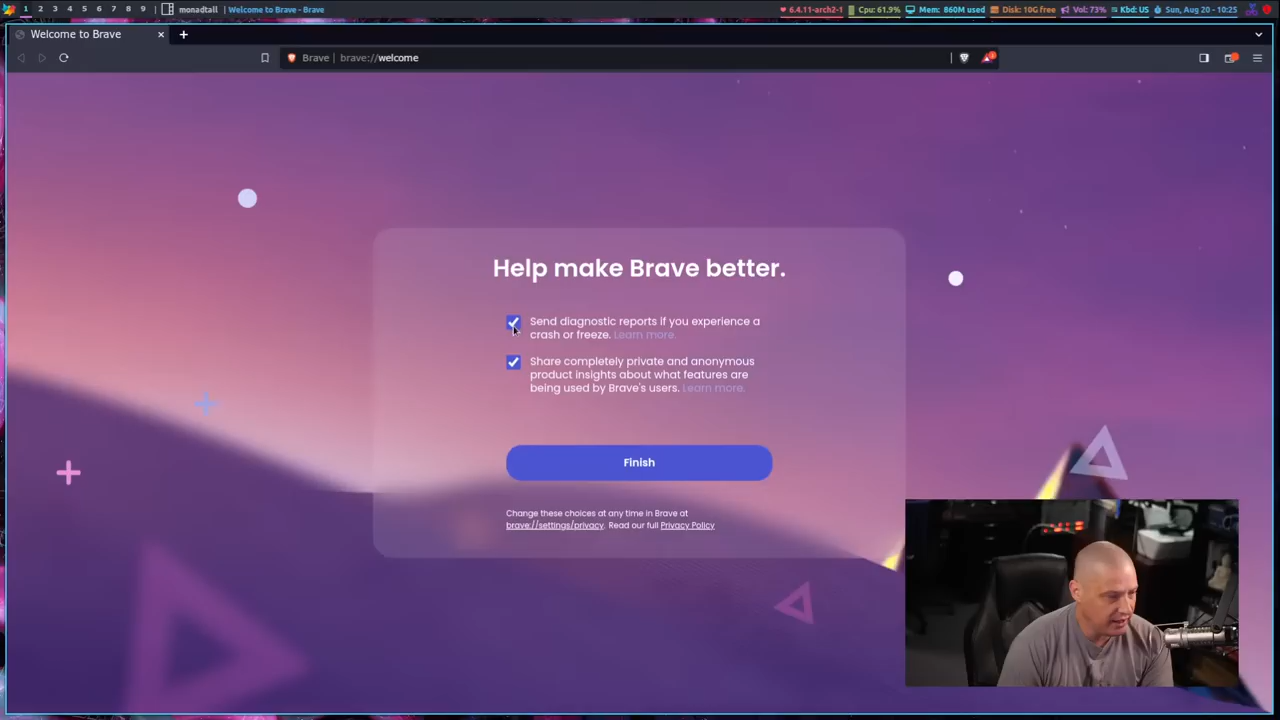 1 2 3 4 5 6 7 8 9 | monadtall | Welcome to Brave - Brave
6.4.11-arch2-1 | Cpu: 61.9% | Mem: 860M used | Disk: 10G free | Vol: 73% | Kbd: US | Sun, Aug 20 - 10:25
Welcome to Brave
Brave | brave://welcome
Help make Brave better.
Send diagnostic reports if you experience a
crash or freeze. Learn more.
Share completely private and anonymous
product insights about what features are
being used by Brave's users. Learn more.
Finish
Change these choices at any time in Brave at
brave://settings/privacy. Read our full Privacy Policy